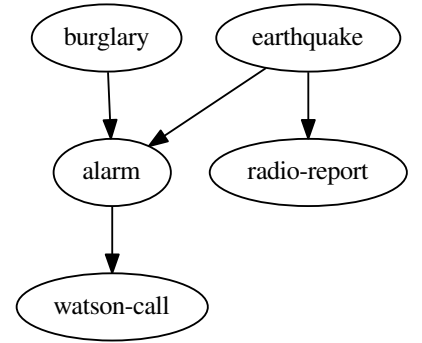 burglary
earthquake
alarm
radio-report
watson-call